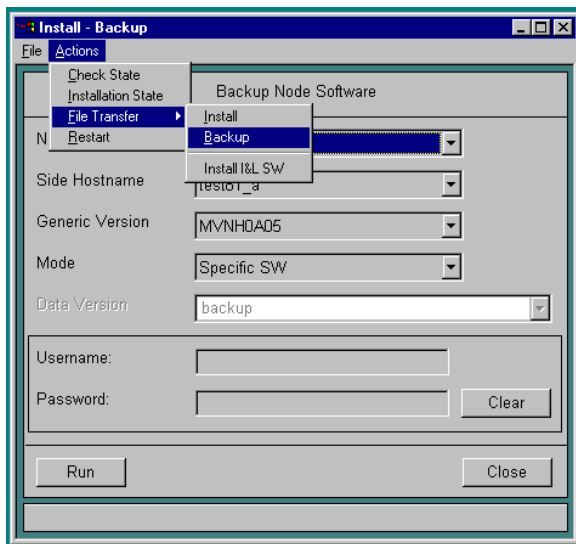 Install - Backup
File Actions
Check State
Installation State
File Transfer
Restart
Install
Backup
Install I&L SW
Backup Node Software
N
Side Hostname
Generic Version MVNH0A05
Mode Specific SW
Data Version backup
Username:
Password: Clear
Run Close